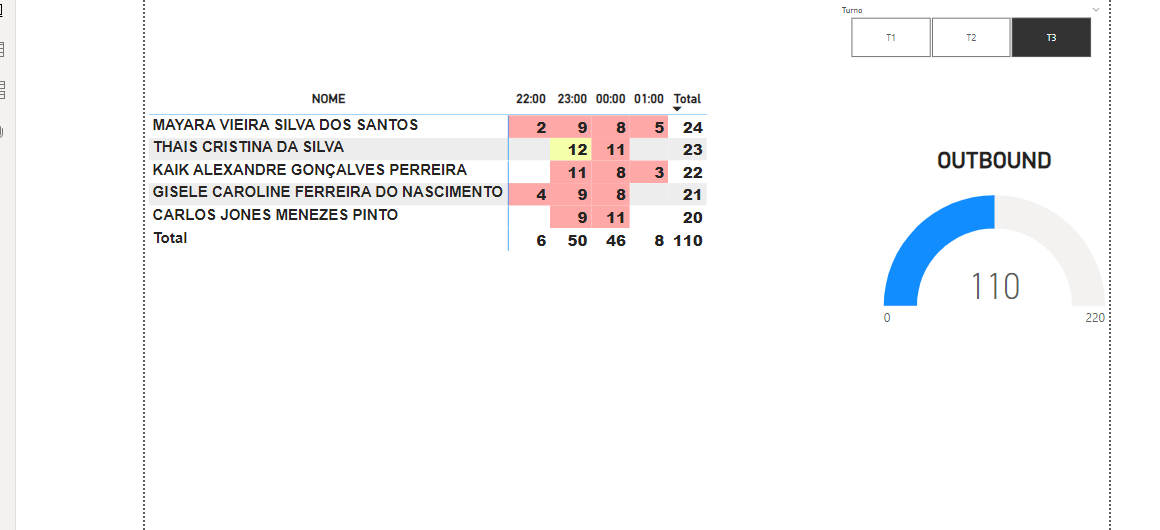 Turno
T1 T2 T3
NOME 22:00 23:00 00:00 01:00 Total
MAYARA VIEIRA SILVA DOS SANTOS 2 9 8 5 24
THAIS CRISTINA DA SILVA 12 11 23
KAIK ALEXANDRE GONÇALVES PERREIRA 11 8 3 22
GISELE CAROLINE FERREIRA DO NASCIMENTO 4 9 8 21
CARLOS JONES MENEZES PINTO 9 11 20
Total 6 50 46 8 110
OUTBOUND
110
0 220